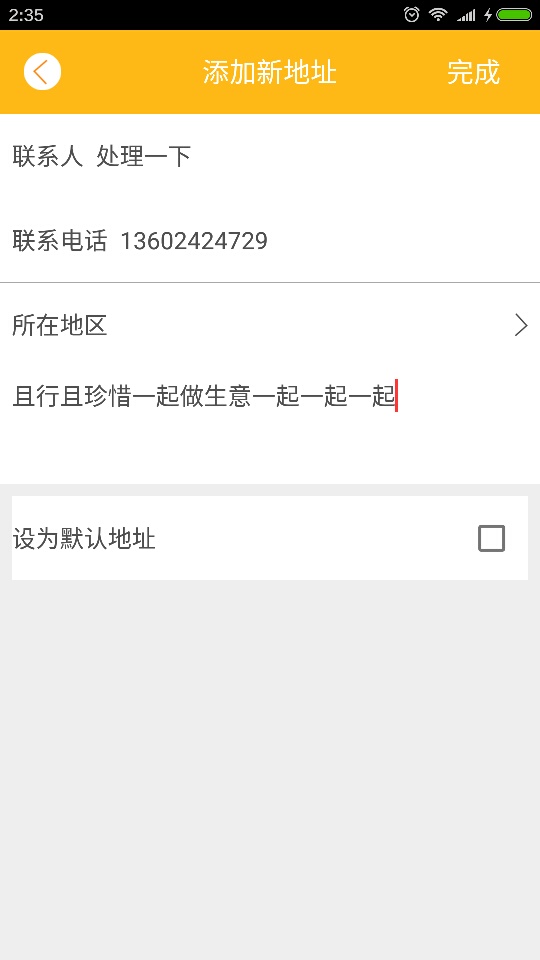 2:35
添加新地址 完成
联系人 处理一下
联系电话 13602424729
所在地区
且行且珍惜一起做生意一起一起一起
设为默认地址